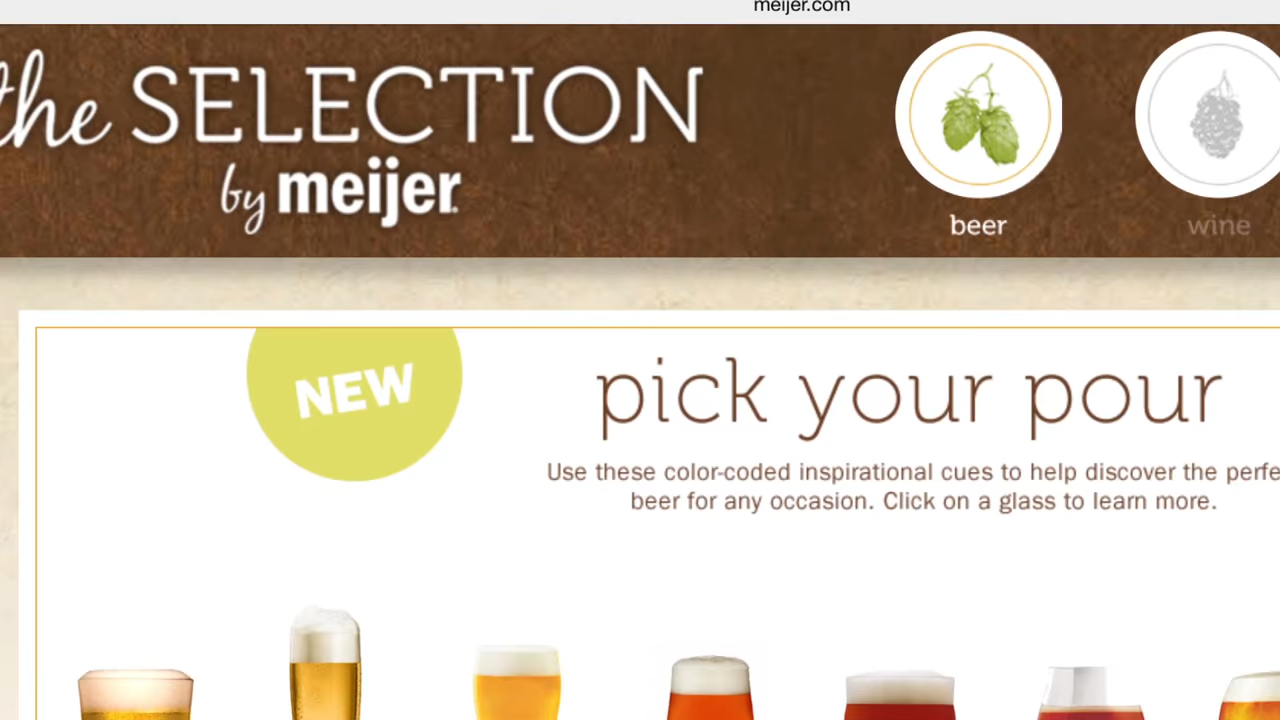 meijer.com
the SELECTION
by meijer
beer
wine
NEW
pick your pour
Use these color-coded inspirational cues to help discover the perfe
beer for any occasion. Click on a glass to learn more.